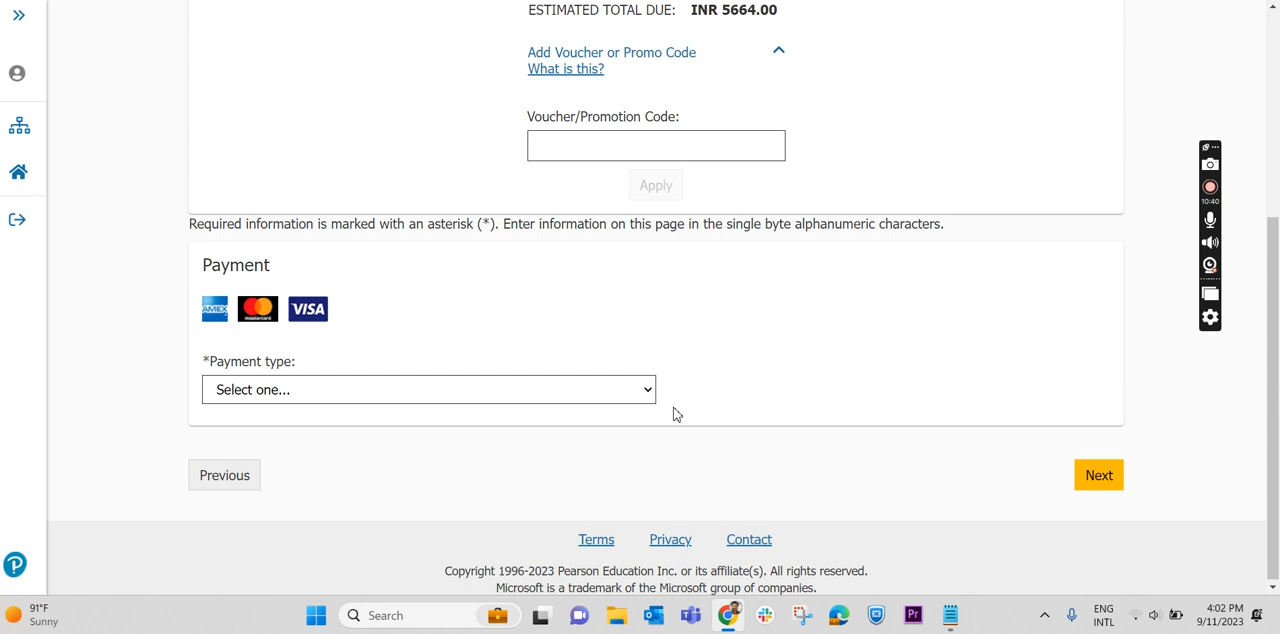 ESTIMATED TOTAL DUE: INR 5664.00
Add Voucher or Promo Code
What is this?
Voucher/Promotion Code:
Apply
Required information is marked with an asterisk (*). Enter information on this page in the single byte alphanumeric characters.
Payment
AMEX mastercard VISA
*Payment type:
Select one...
Previous
Next
10:40
Terms Privacy Contact
Copyright 1996-2023 Pearson Education Inc. or its affiliate(s). All rights reserved.
Microsoft is a trademark of the Microsoft group of companies.
91°F
Sunny
Search
Pr
ENG
INTL
4:02 PM
9/11/2023